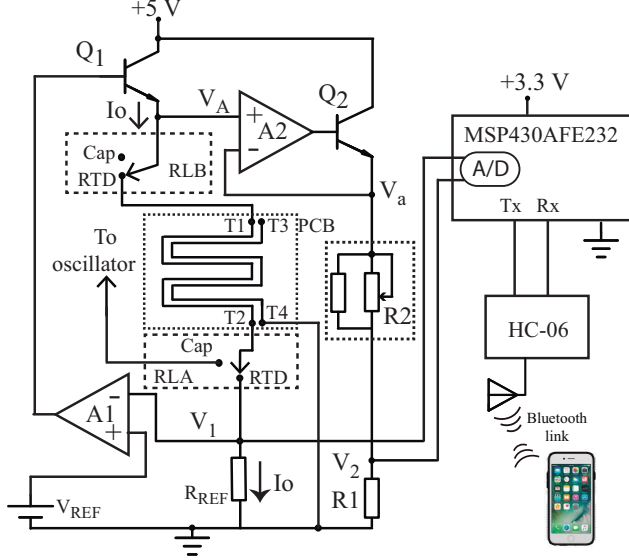 +5 V
Q1
Io
VA
+
A2
-
Q2
+3.3 V
MSP430AFE232
A/D
Tx Rx
Cap
RTD
RLB
Va
To
oscillator
T1 T3 PCB
T2 T4
R2
HC-06
Cap
RLA
RTD
A1
-
+
V1
V2
Bluetooth
link
VREF
RREF
Io
R1